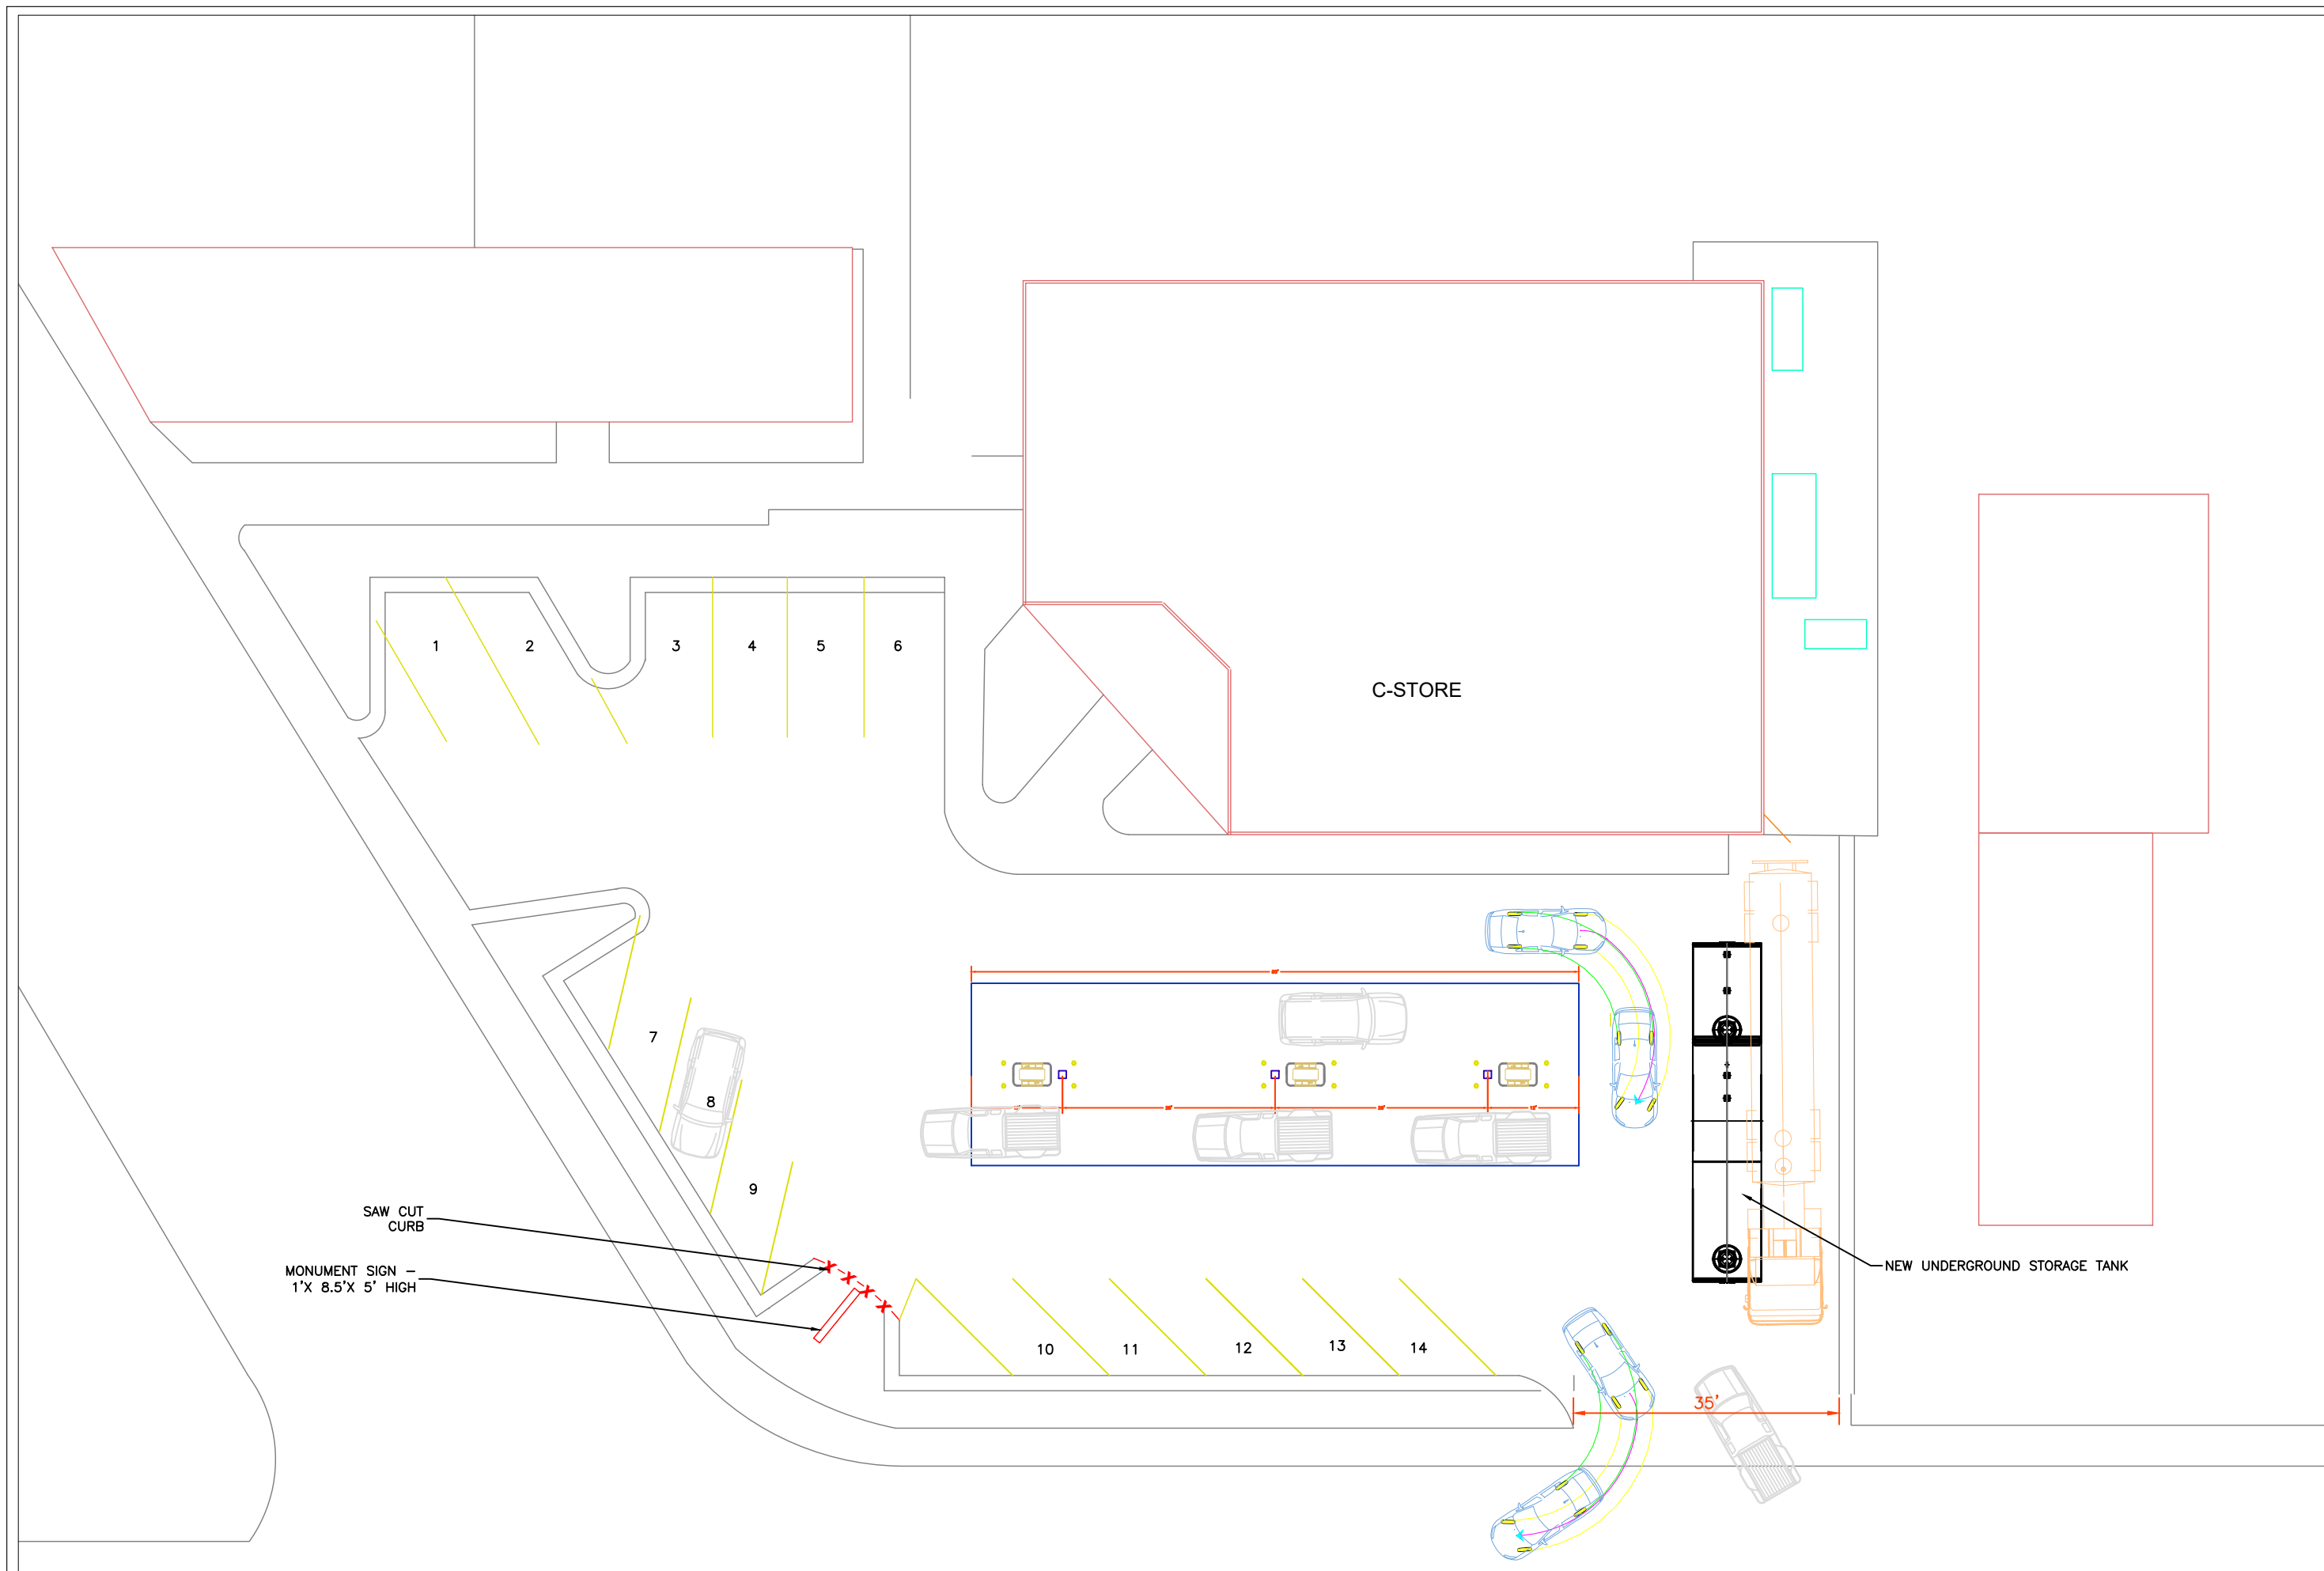 C-STORE
1
2
3
4
5
6
7
8
9
SAW CUT
CURB
MONUMENT SIGN –
1'X 8.5'X 5' HIGH
NEW UNDERGROUND STORAGE TANK
10
11
12
13
14
35'